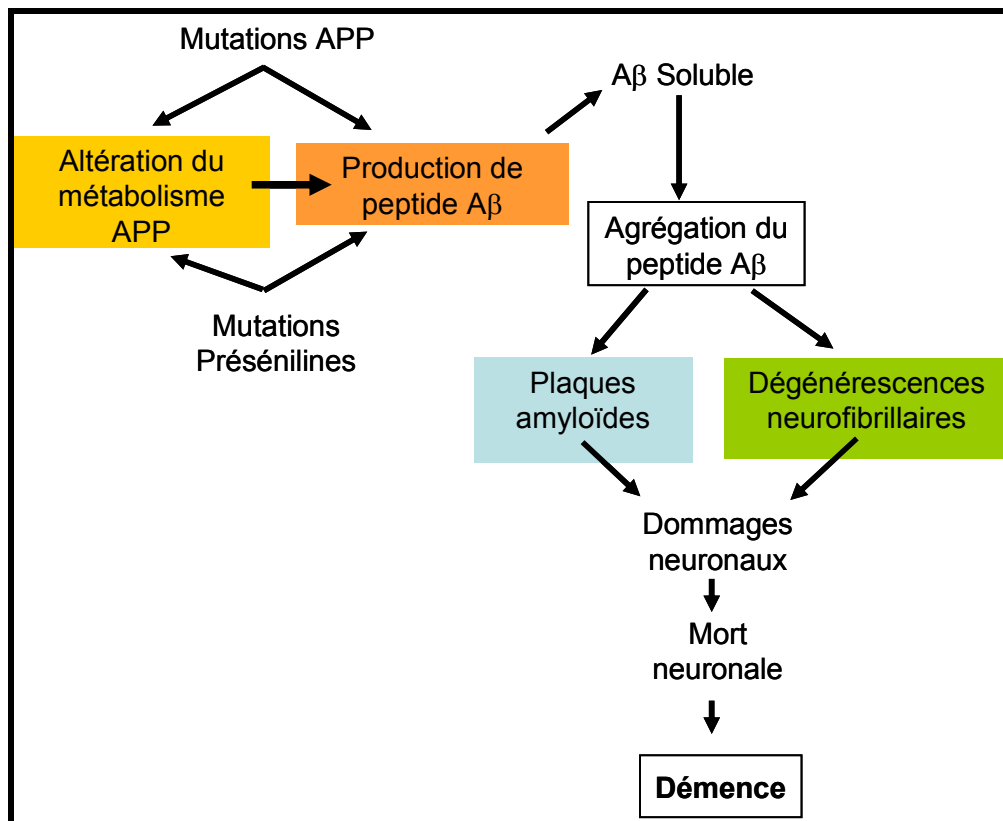 Mutations APP
Aβ Soluble
Altération du
métabolisme
APP
Production de
peptide Aβ
Agrégation du
peptide Aβ
Mutations
Présénilines
Plaques
amyloïdes
Dégénérescences
neurofibrillaires
Dommages
neuronaux
Mort
neuronale
Démence